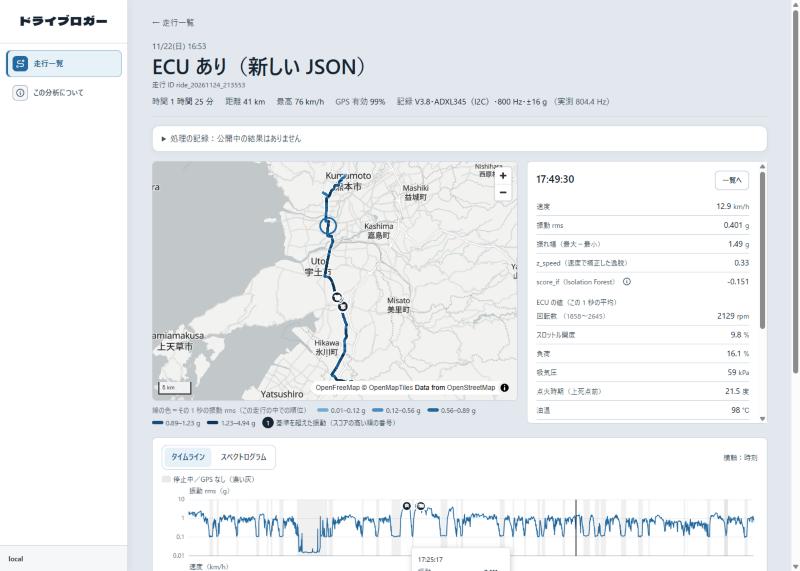 ドライブロガー
走行一覧
この分析について
local
← 走行一覧
11/22(日) 16:53
ECU あり（新しい JSON）
走行 ID ride_20261124_213553
時間 1 時間 25 分 距離 41 km 最高 76 km/h GPS 有効 99% 記録 V3.8･ADXL345（I2C）･800 Hz･±16 g （実測 804.4 Hz）
▶ 処理の記録：公開中の結果はありません
ra
Kumamoto
熊本市
Mashiki
益城町
Nishihara
西原村
Kashima
嘉島町
Uto
宇土市
Misato
美里町
amiamakusa
上天草市
Hikawa
氷川町
Yatsushiro
5 km
OpenFreeMap © OpenMapTiles Data from OpenStreetMap
線の色＝その 1 秒の振動 rms（この走行の中での順位） 0.01–0.12 g 0.12–0.56 g 0.56–0.89 g
0.89–1.23 g 1.23–4.94 g 1 基準を超えた振動（スコアの高い順の番号）
17:49:30
一覧へ
速度 12.9 km/h
振動 rms 0.401 g
振れ幅（最大－最小） 1.49 g
z_speed（速度で補正した逸脱） 0.33
score_if（Isolation Forest） -0.151
ECU の値（この 1 秒の平均）
回転数 （1858〜2645） 2129 rpm
スロットル開度 9.8 %
負荷 16.1 %
吸気圧 59 kPa
点火時期（上死点前） 21.5 度
油温 98 °C
タイムライン
スペクトログラム
横軸：時刻
停止中／GPS なし（濃い灰）
振動 rms（g）
10
1
0.1
0.01
速度（km/h）
17:25:17